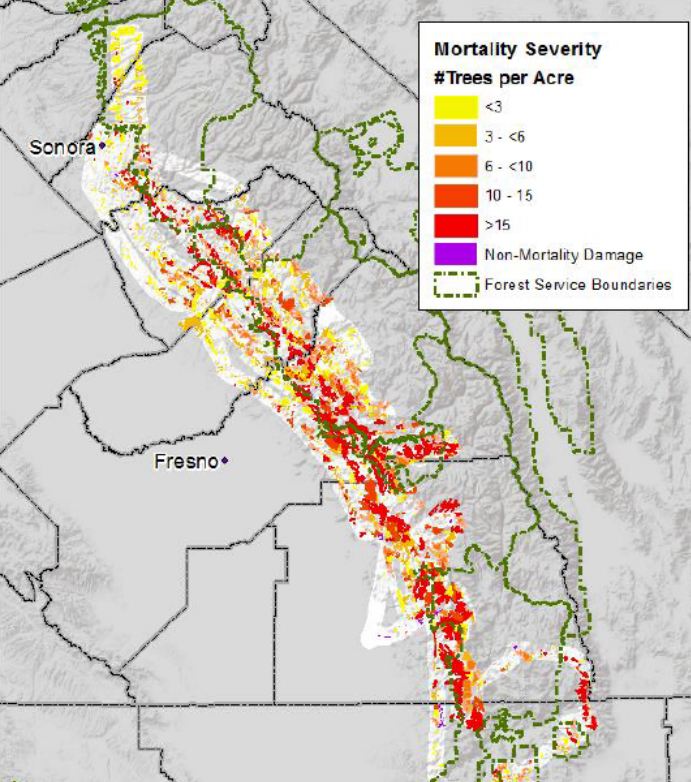 Mortality Severity
#Trees per Acre
<3
3 - <6
6 - <10
10 - 15
>15
Non-Mortality Damage
Forest Service Boundaries
Sonora
Fresno